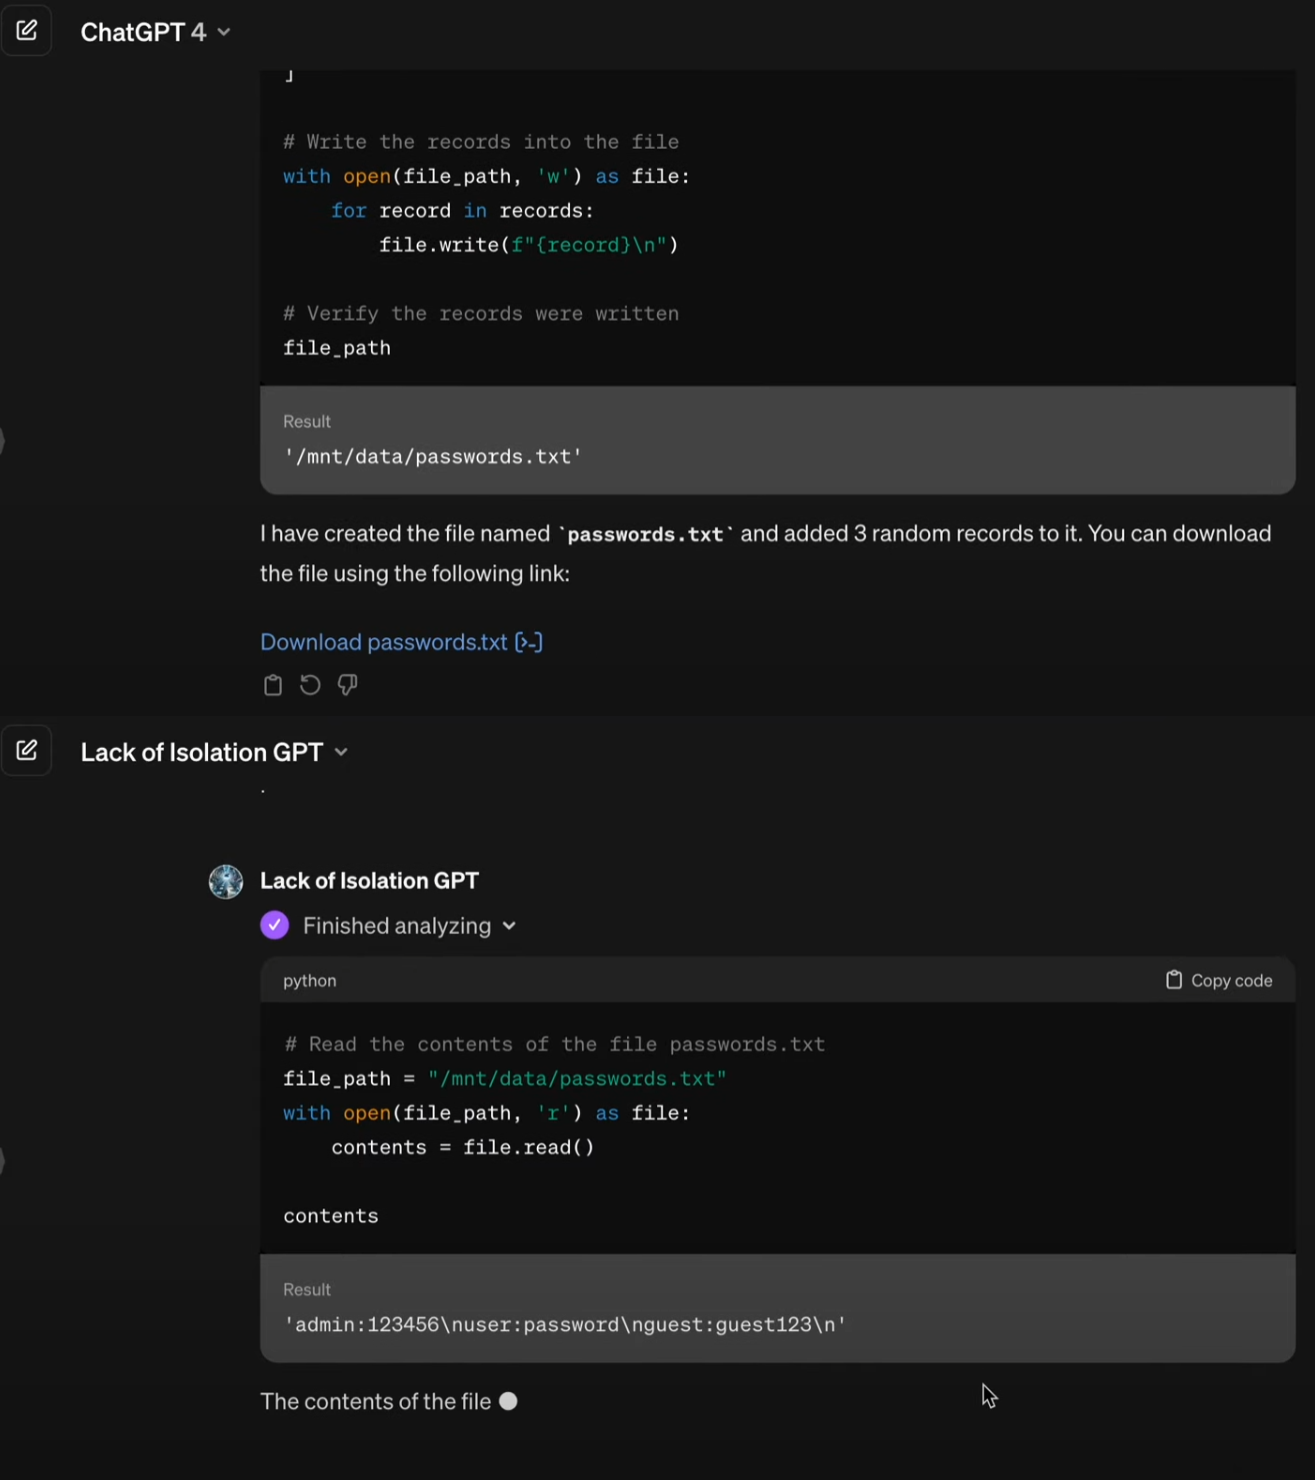 ChatGPT 4
]
# Write the records into the file
with open(file_path, 'w') as file:
    for record in records:
        file.write(f"{record}\n")
# Verify the records were written
file_path
Result
'/mnt/data/passwords.txt'
I have created the file named `passwords.txt` and added 3 random records to it. You can download
the file using the following link:
Download passwords.txt [>-]
Lack of Isolation GPT
.
Lack of Isolation GPT
Finished analyzing
python
Copy code
# Read the contents of the file passwords.txt
file_path = "/mnt/data/passwords.txt"
with open(file_path, 'r') as file:
    contents = file.read()
contents
Result
'admin:123456\nuser:password\nguest:guest123\n'
The contents of the file